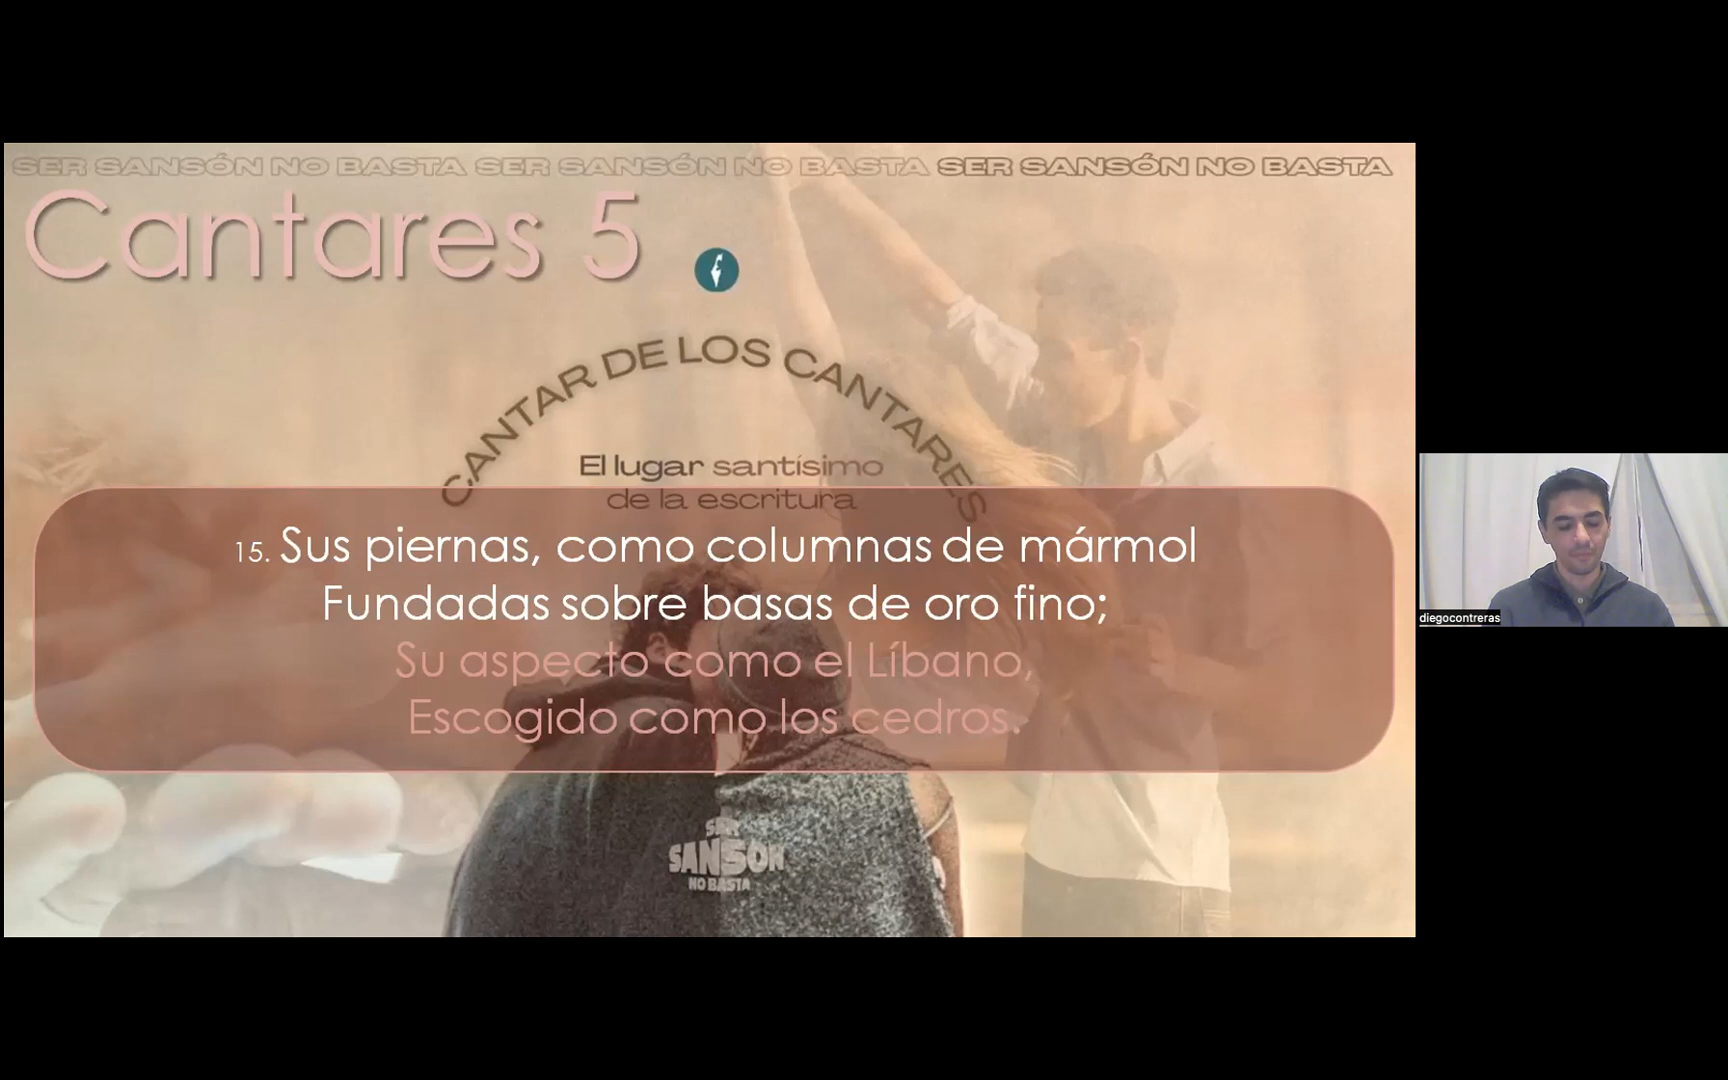 SER SANSÓN NO BASTA SER SANSÓN NO BASTA SER SANSÓN NO BASTA
Cantares 5
CANTAR DE LOS CANTARES
El lugar santísimo
de la escritura
15. Sus piernas, como columnas de mármol
Fundadas sobre basas de oro fino;
Su aspecto como el Líbano,
Escogido como los cedros.
diegocontreras
SER
SANSON
NO BASTA